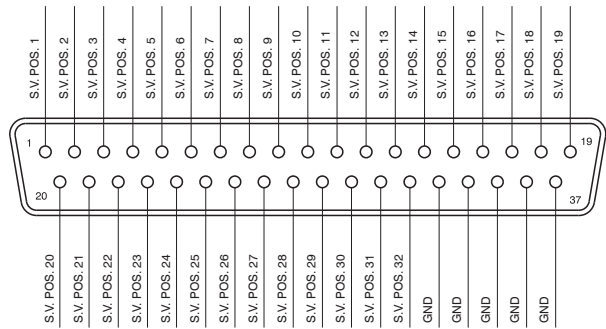 S.V. POS. 1
S.V. POS. 2
S.V. POS. 3
S.V. POS. 4
S.V. POS. 5
S.V. POS. 6
S.V. POS. 7
S.V. POS. 8
S.V. POS. 9
S.V. POS. 10
S.V. POS. 11
S.V. POS. 12
S.V. POS. 13
S.V. POS. 14
S.V. POS. 15
S.V. POS. 16
S.V. POS. 17
S.V. POS. 18
S.V. POS. 19
1
19
20
37
S.V. POS. 20
S.V. POS. 21
S.V. POS. 22
S.V. POS. 23
S.V. POS. 24
S.V. POS. 25
S.V. POS. 26
S.V. POS. 27
S.V. POS. 28
S.V. POS. 29
S.V. POS. 30
S.V. POS. 31
S.V. POS. 32
GND
GND
GND
GND
GND